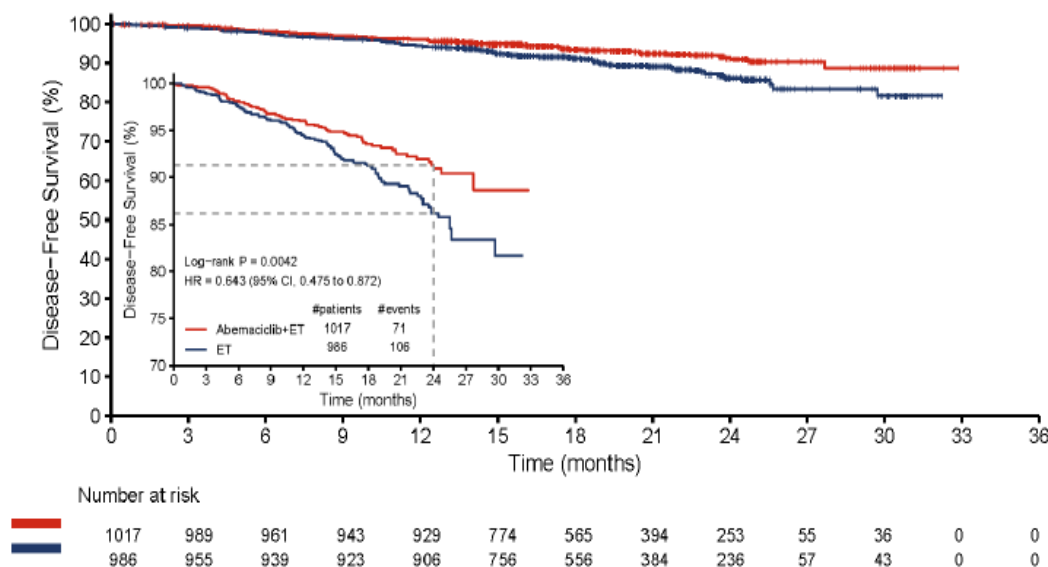 100
90
80
70
60
50
40
30
20
10
0
Disease-Free Survival (%)
100
95
90
85
80
75
70
Disease-Free Survival (%)
Log-rank P = 0.0042
HR = 0.643 (95% CI, 0.475 to 0.872)
#patients #events
Abemaciclib+ET 1017 71
ET 986 106
0 3 6 9 12 15 18 21 24 27 30 33 36
Time (months)
0 3 6 9 12 15 18 21 24 27 30 33 36
Time (months)
Number at risk
1017 989 961 943 929 774 565 394 253 55 36 0 0
986 955 939 923 906 756 556 384 236 57 43 0 0